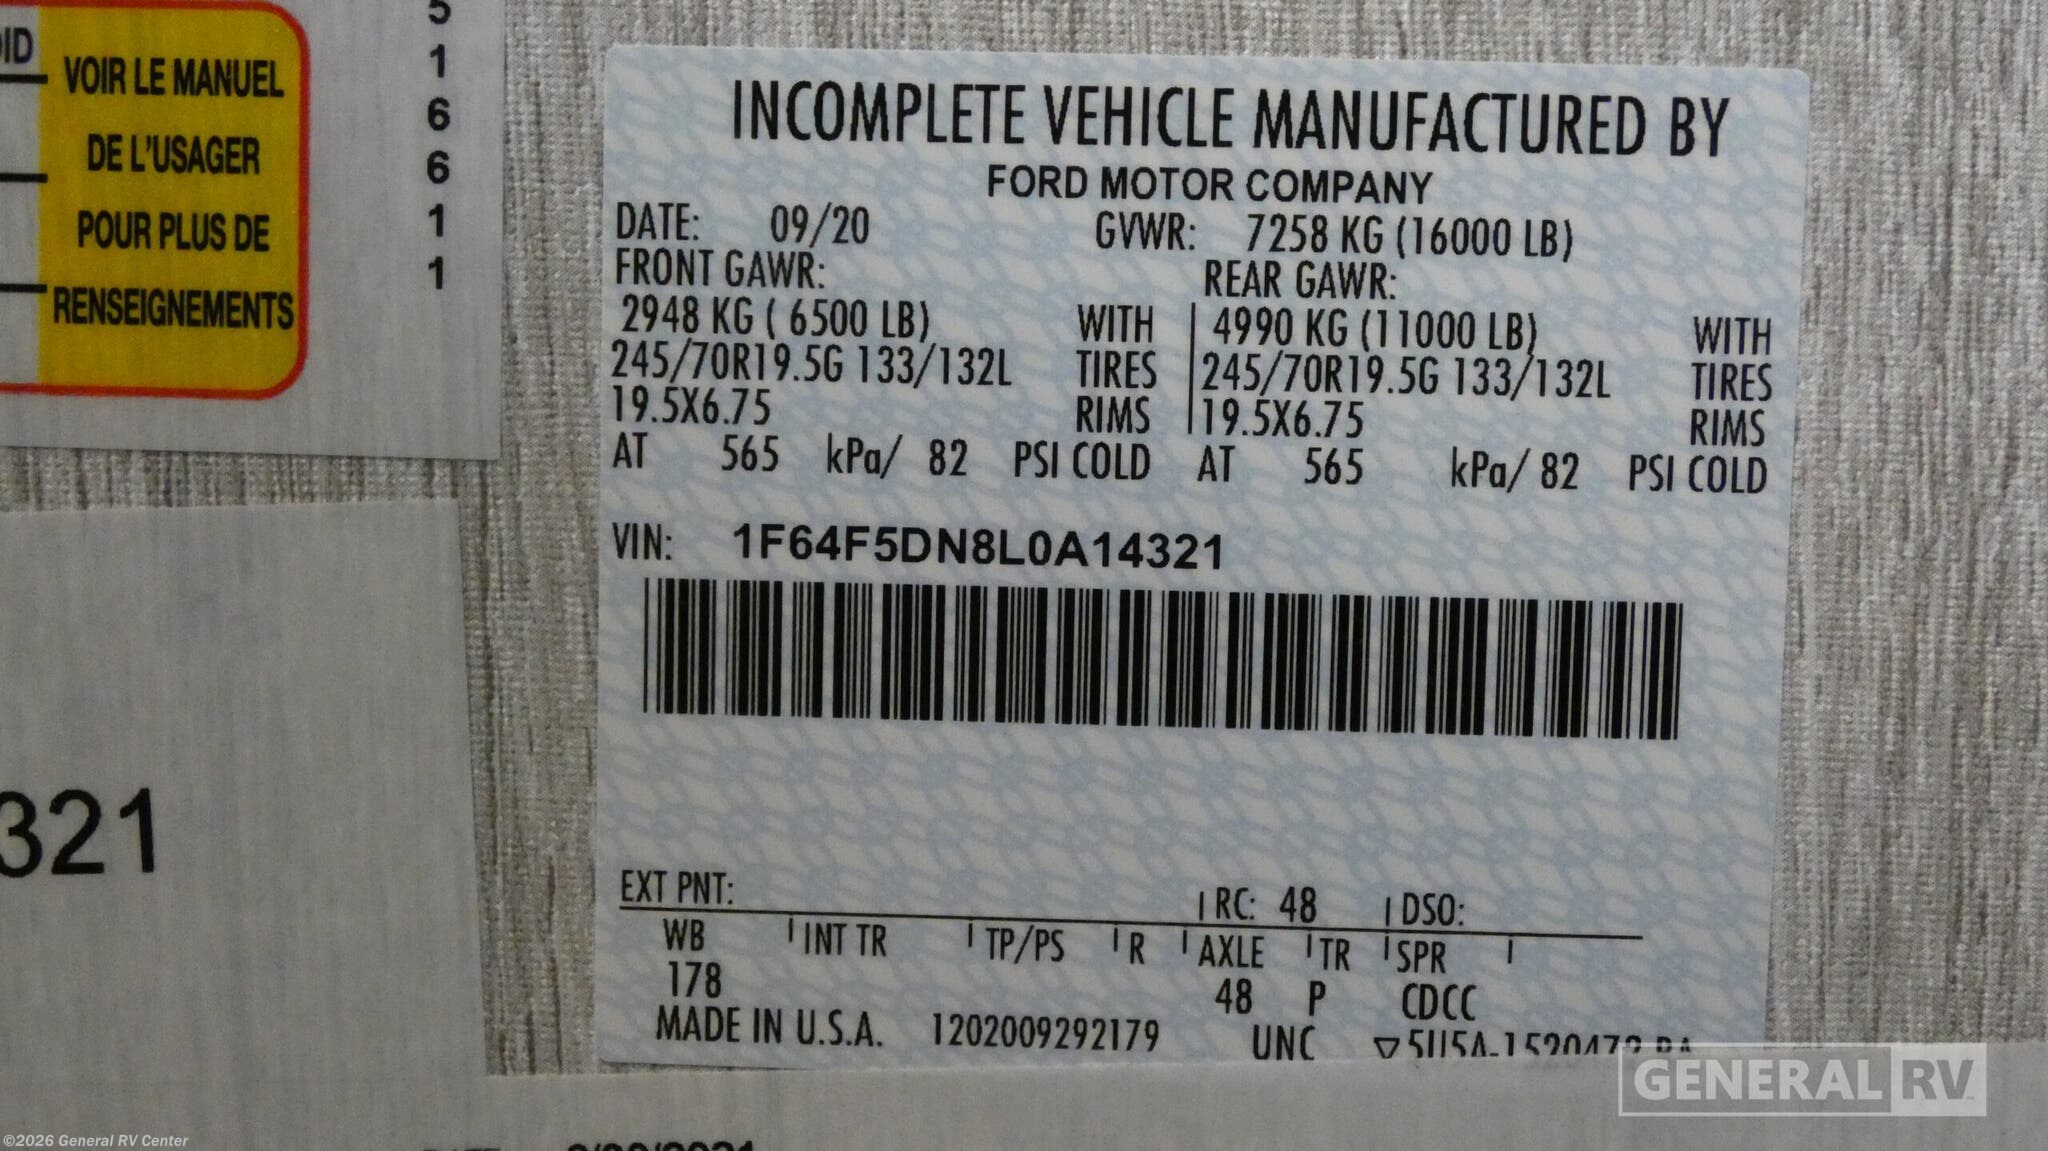 VOIR LE MANUEL
DE L'USAGER
POUR PLUS DE
RENSEIGNEMENTS
5
1
6
6
1
1
321
INCOMPLETE VEHICLE MANUFACTURED BY
FORD MOTOR COMPANY
DATE: 09/20 GVWR: 7258 KG (16000 LB)
FRONT GAWR: REAR GAWR:
2948 KG ( 6500 LB) WITH 4990 KG (11000 LB) WITH
245/70R19.5G 133/132L TIRES 245/70R19.5G 133/132L TIRES
19.5X6.75 RIMS 19.5X6.75 RIMS
AT 565 kPa/ 82 PSI COLD AT 565 kPa/ 82 PSI COLD
VIN: 1F64F5DN8L0A14321
EXT PNT: RC: 48 DSO:
WB INT TR TP/PS R AXLE TR SPR
178 48 P CDCC
MADE IN U.S.A. 1202009292179 UNC
GENERAL RV
©2026 General RV Center